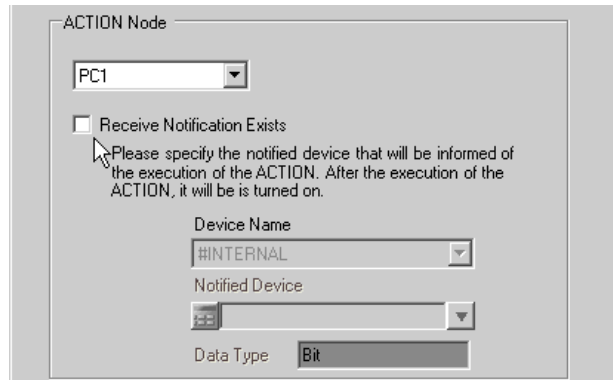 ACTION Node
PC1
Receive Notification Exists
Please specify the notified device that will be informed of
the execution of the ACTION. After the execution of the
ACTION, it will be is turned on.
Device Name
#INTERNAL
Notified Device
Data Type Bit